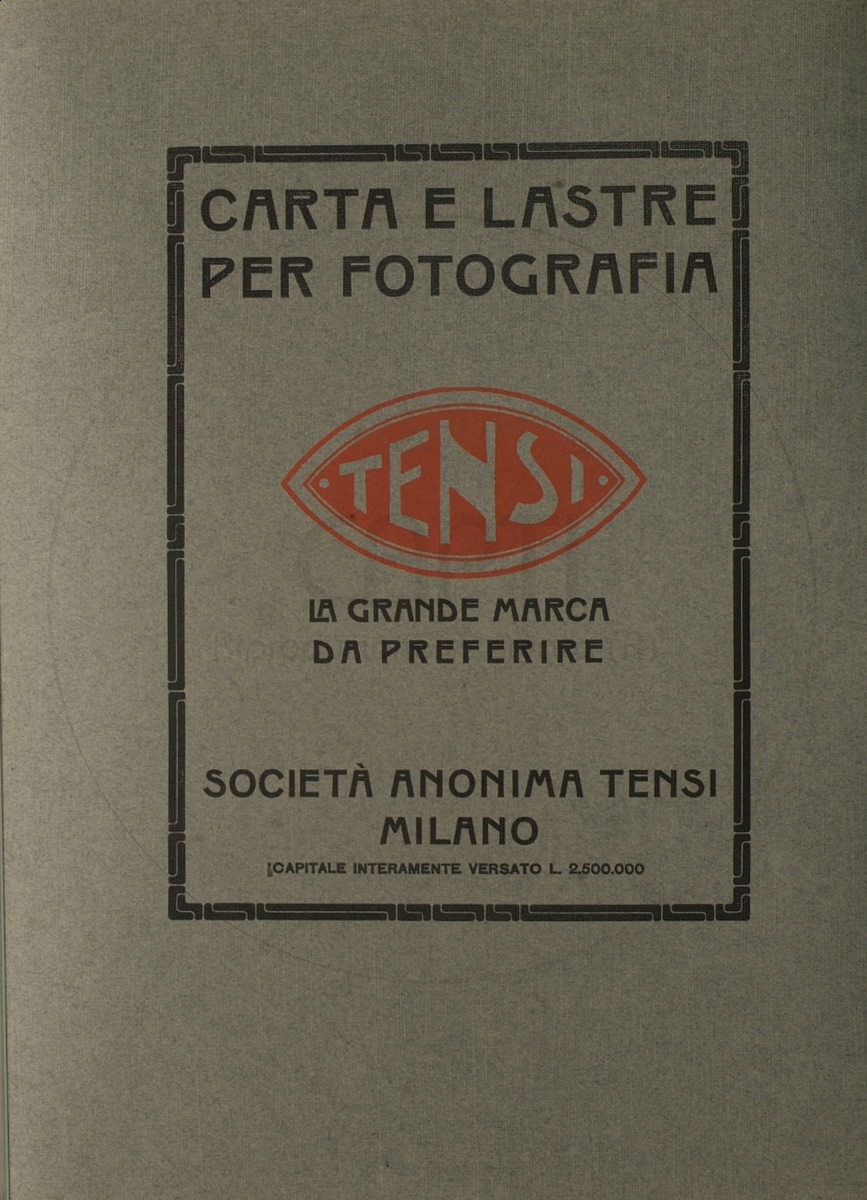 CARTA E LASTRE
PER FOTOGRAFIA
TENSI
LA GRANDE MARCA
DA PREFERIRE
SOCIETÀ ANONIMA TENSI
MILANO
CAPITALE INTERAMENTE VERSATO L. 2.500.000